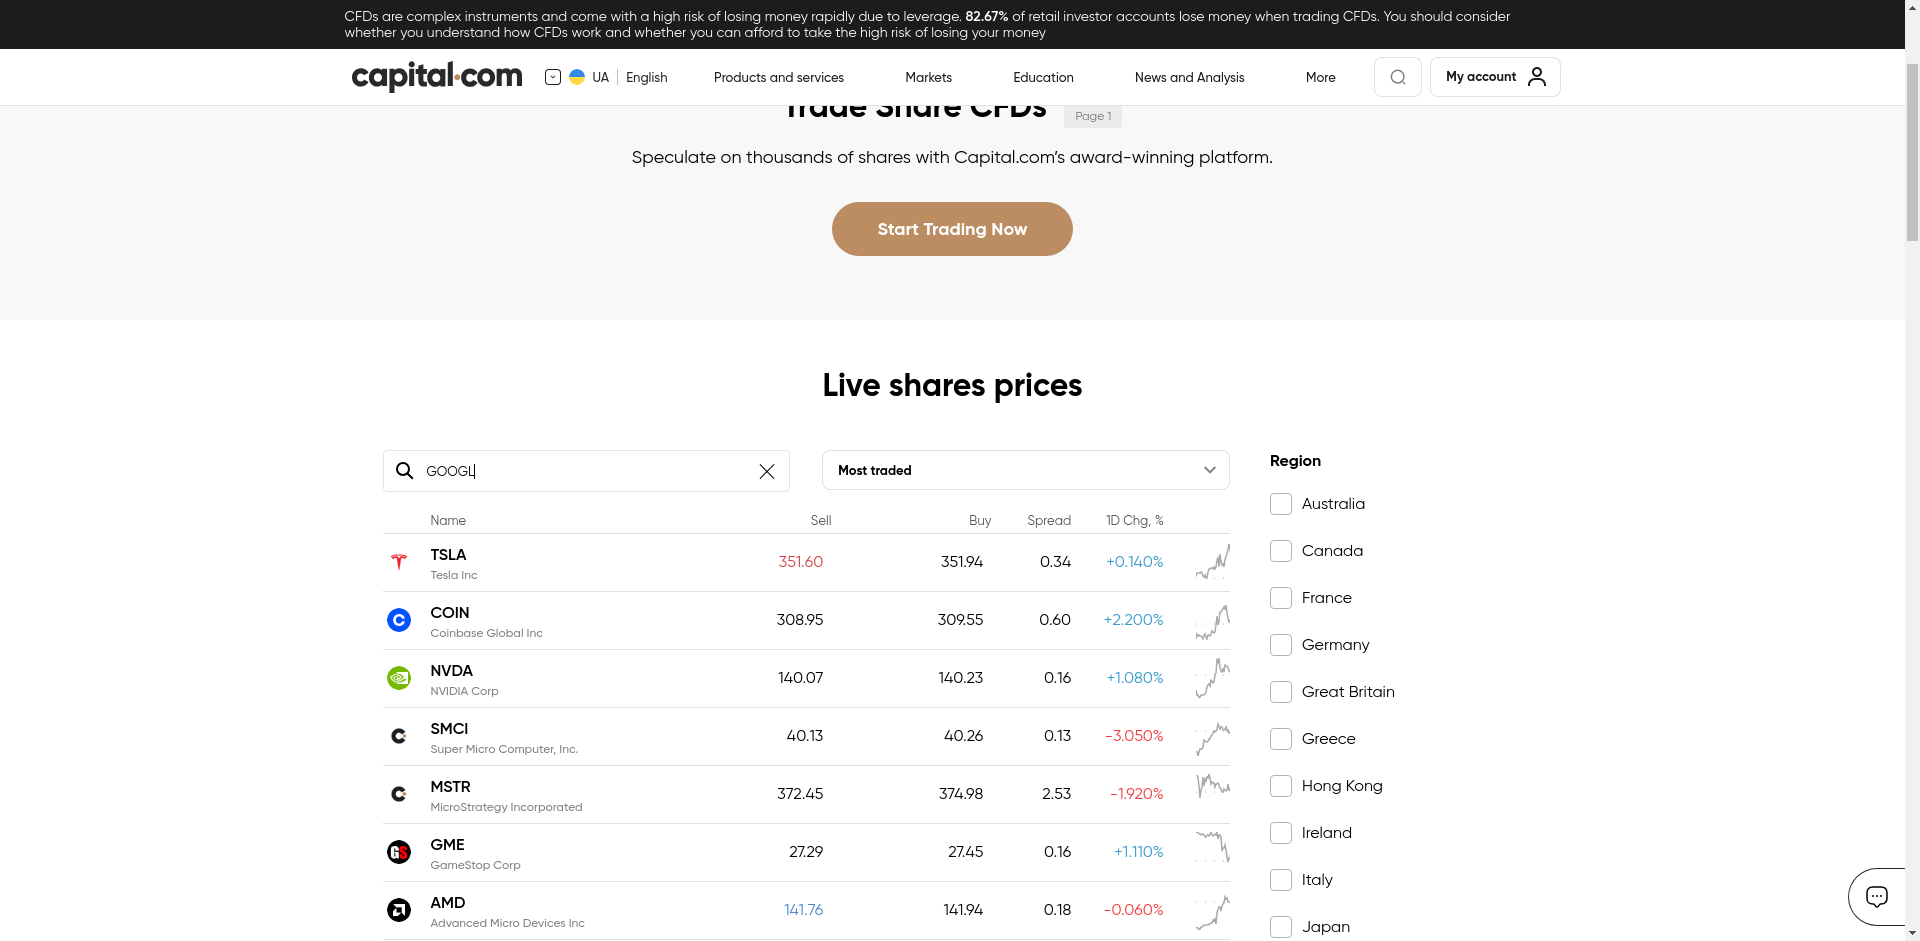 CFDs are complex instruments and come with a high risk of losing money rapidly due to leverage. 82.67% of retail investor accounts lose money when trading CFDs. You should consider
whether you understand how CFDs work and whether you can afford to take the high risk of losing your money
capital.com
UA English
Products and services
Markets
Education
News and Analysis
More
My account
Trade Share CFDs
Page 1
Speculate on thousands of shares with Capital.com’s award-winning platform.
Start Trading Now
Live shares prices
GOOGL
Most traded
Name Sell Buy Spread 1D Chg, %
TSLA
Tesla Inc
351.60 351.94 0.34 +0.140%
COIN
Coinbase Global Inc
308.95 309.55 0.60 +2.200%
NVDA
NVIDIA Corp
140.07 140.23 0.16 +1.080%
SMCI
Super Micro Computer, Inc.
40.13 40.26 0.13 -3.050%
MSTR
MicroStrategy Incorporated
372.45 374.98 2.53 -1.920%
GME
GameStop Corp
27.29 27.45 0.16 +1.110%
AMD
Advanced Micro Devices Inc
141.76 141.94 0.18 -0.060%
Region
Australia
Canada
France
Germany
Great Britain
Greece
Hong Kong
Ireland
Italy
Japan